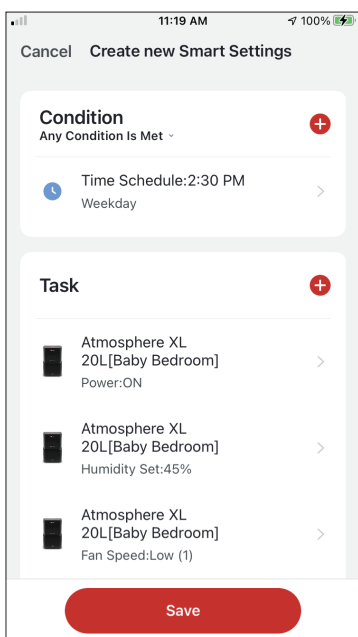 11:19 AM
100%
Cancel Create new Smart Settings
Condition
Any Condition Is Met
Time Schedule:2:30 PM
Weekday
Task
Atmosphere XL
20L[Baby Bedroom]
Power:ON
Atmosphere XL
20L[Baby Bedroom]
Humidity Set:45%
Atmosphere XL
20L[Baby Bedroom]
Fan Speed:Low (1)
Save